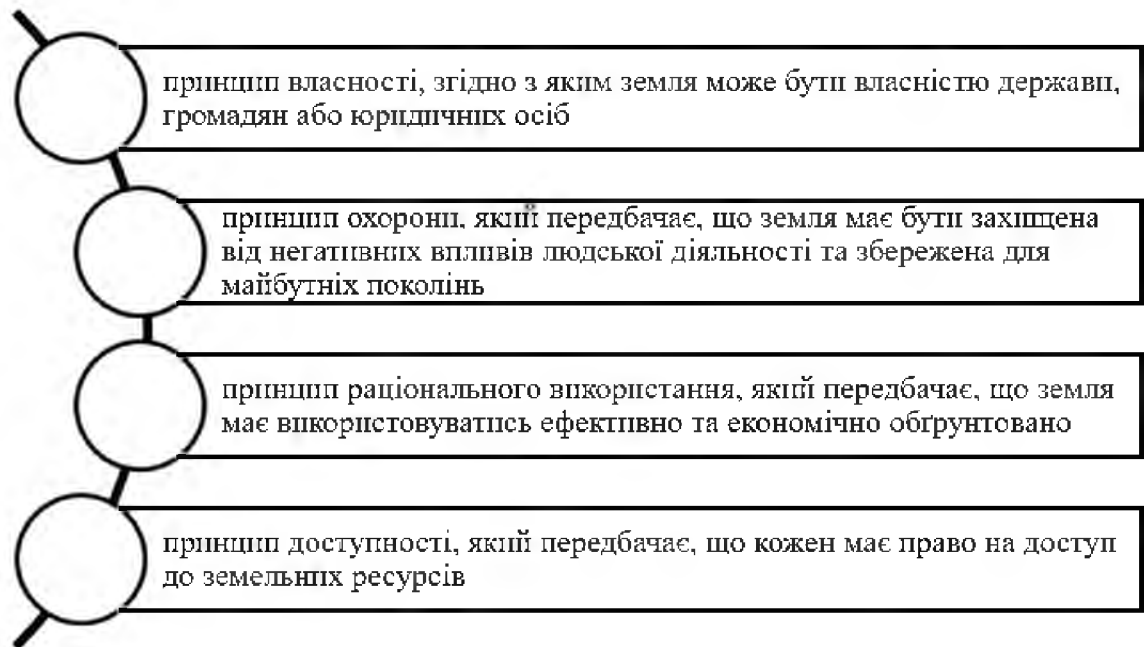 принцип власності, згідно з яким земля може бути власністю держави,
громадян або юридичних осіб
принцип охорони, який передбачає, що земля має бути захищена
від негативних впливів людської діяльності та збережена для
майбутніх поколінь
принцип раціонального використання, який передбачає, що земля
має використовуватись ефективно та економічно обґрунтовано
принцип доступності, який передбачає, що кожен має право на доступ
до земельних ресурсів